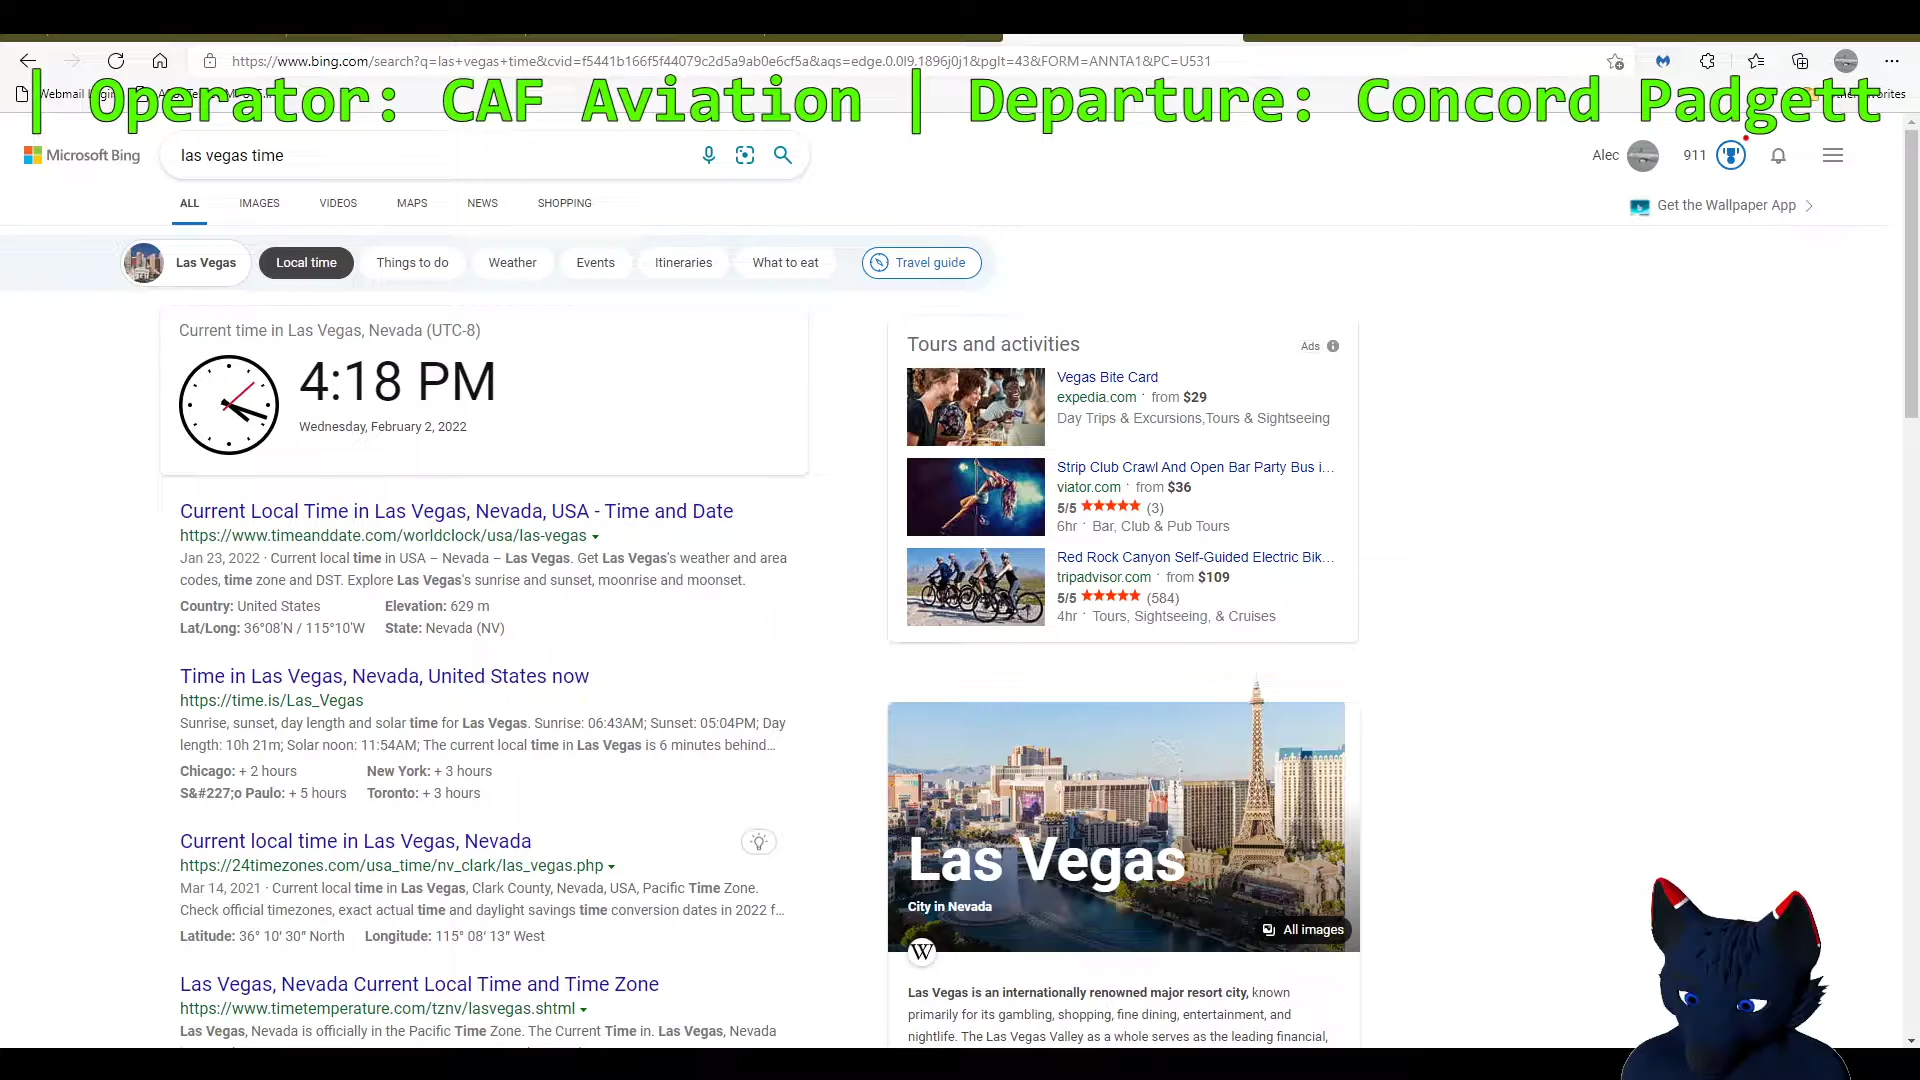 https://www.bing.com/search?q=las+vegas+time&cvid=f5441b166f5f44079c2d5a9ab0e6cf5a&aqs=edge.0.0l9.1896j0j1&pglt=43&FORM=ANNTA1&PC=U531
| Operator: CAF Aviation | Departure: Concord Padgett
Microsoft Bing
las vegas time
Alec
911
ALL
IMAGES
VIDEOS
MAPS
NEWS
SHOPPING
Get the Wallpaper App
Las Vegas
Local time
Things to do
Weather
Events
Itineraries
What to eat
Travel guide
Current time in Las Vegas, Nevada (UTC-8)
4:18 PM
Wednesday, February 2, 2022
Current Local Time in Las Vegas, Nevada, USA - Time and Date
https://www.timeanddate.com/worldclock/usa/las-vegas
Jan 23, 2022 · Current local time in USA – Nevada – Las Vegas. Get Las Vegas's weather and area
codes, time zone and DST. Explore Las Vegas's sunrise and sunset, moonrise and moonset.
Country: United States Elevation: 629 m
Lat/Long: 36°08'N / 115°10'W State: Nevada (NV)
Time in Las Vegas, Nevada, United States now
https://time.is/Las_Vegas
Sunrise, sunset, day length and solar time for Las Vegas. Sunrise: 06:43AM; Sunset: 05:04PM; Day
length: 10h 21m; Solar noon: 11:54AM; The current local time in Las Vegas is 6 minutes behind...
Chicago: + 2 hours New York: + 3 hours
S&#227;o Paulo: + 5 hours Toronto: + 3 hours
Current local time in Las Vegas, Nevada
https://24timezones.com/usa_time/nv_clark/las_vegas.php
Mar 14, 2021 · Current local time in Las Vegas, Clark County, Nevada, USA, Pacific Time Zone.
Check official timezones, exact actual time and daylight savings time conversion dates in 2022 f...
Latitude: 36° 10′ 30″ North Longitude: 115° 08′ 13″ West
Las Vegas, Nevada Current Local Time and Time Zone
https://www.timetemperature.com/tznv/lasvegas.shtml
Las Vegas, Nevada is officially in the Pacific Time Zone. The Current Time in. Las Vegas, Nevada
Tours and activities
Ads
Vegas Bite Card
expedia.com · from $29
Day Trips & Excursions,Tours & Sightseeing
Strip Club Crawl And Open Bar Party Bus i...
viator.com · from $36
5/5 (3)
6hr · Bar, Club & Pub Tours
Red Rock Canyon Self-Guided Electric Bik...
tripadvisor.com · from $109
5/5 (584)
4hr · Tours, Sightseeing, & Cruises
Las Vegas
City in Nevada
All images
W
Las Vegas is an internationally renowned major resort city, known
primarily for its gambling, shopping, fine dining, entertainment, and
nightlife. The Las Vegas Valley as a whole serves as the leading financial,